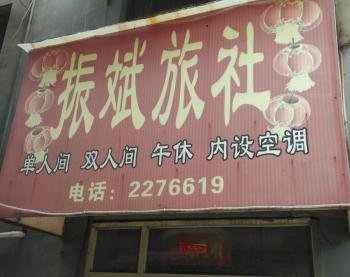 振斌旅社
单人间 双人间 午休 内设空调
电话：2276619